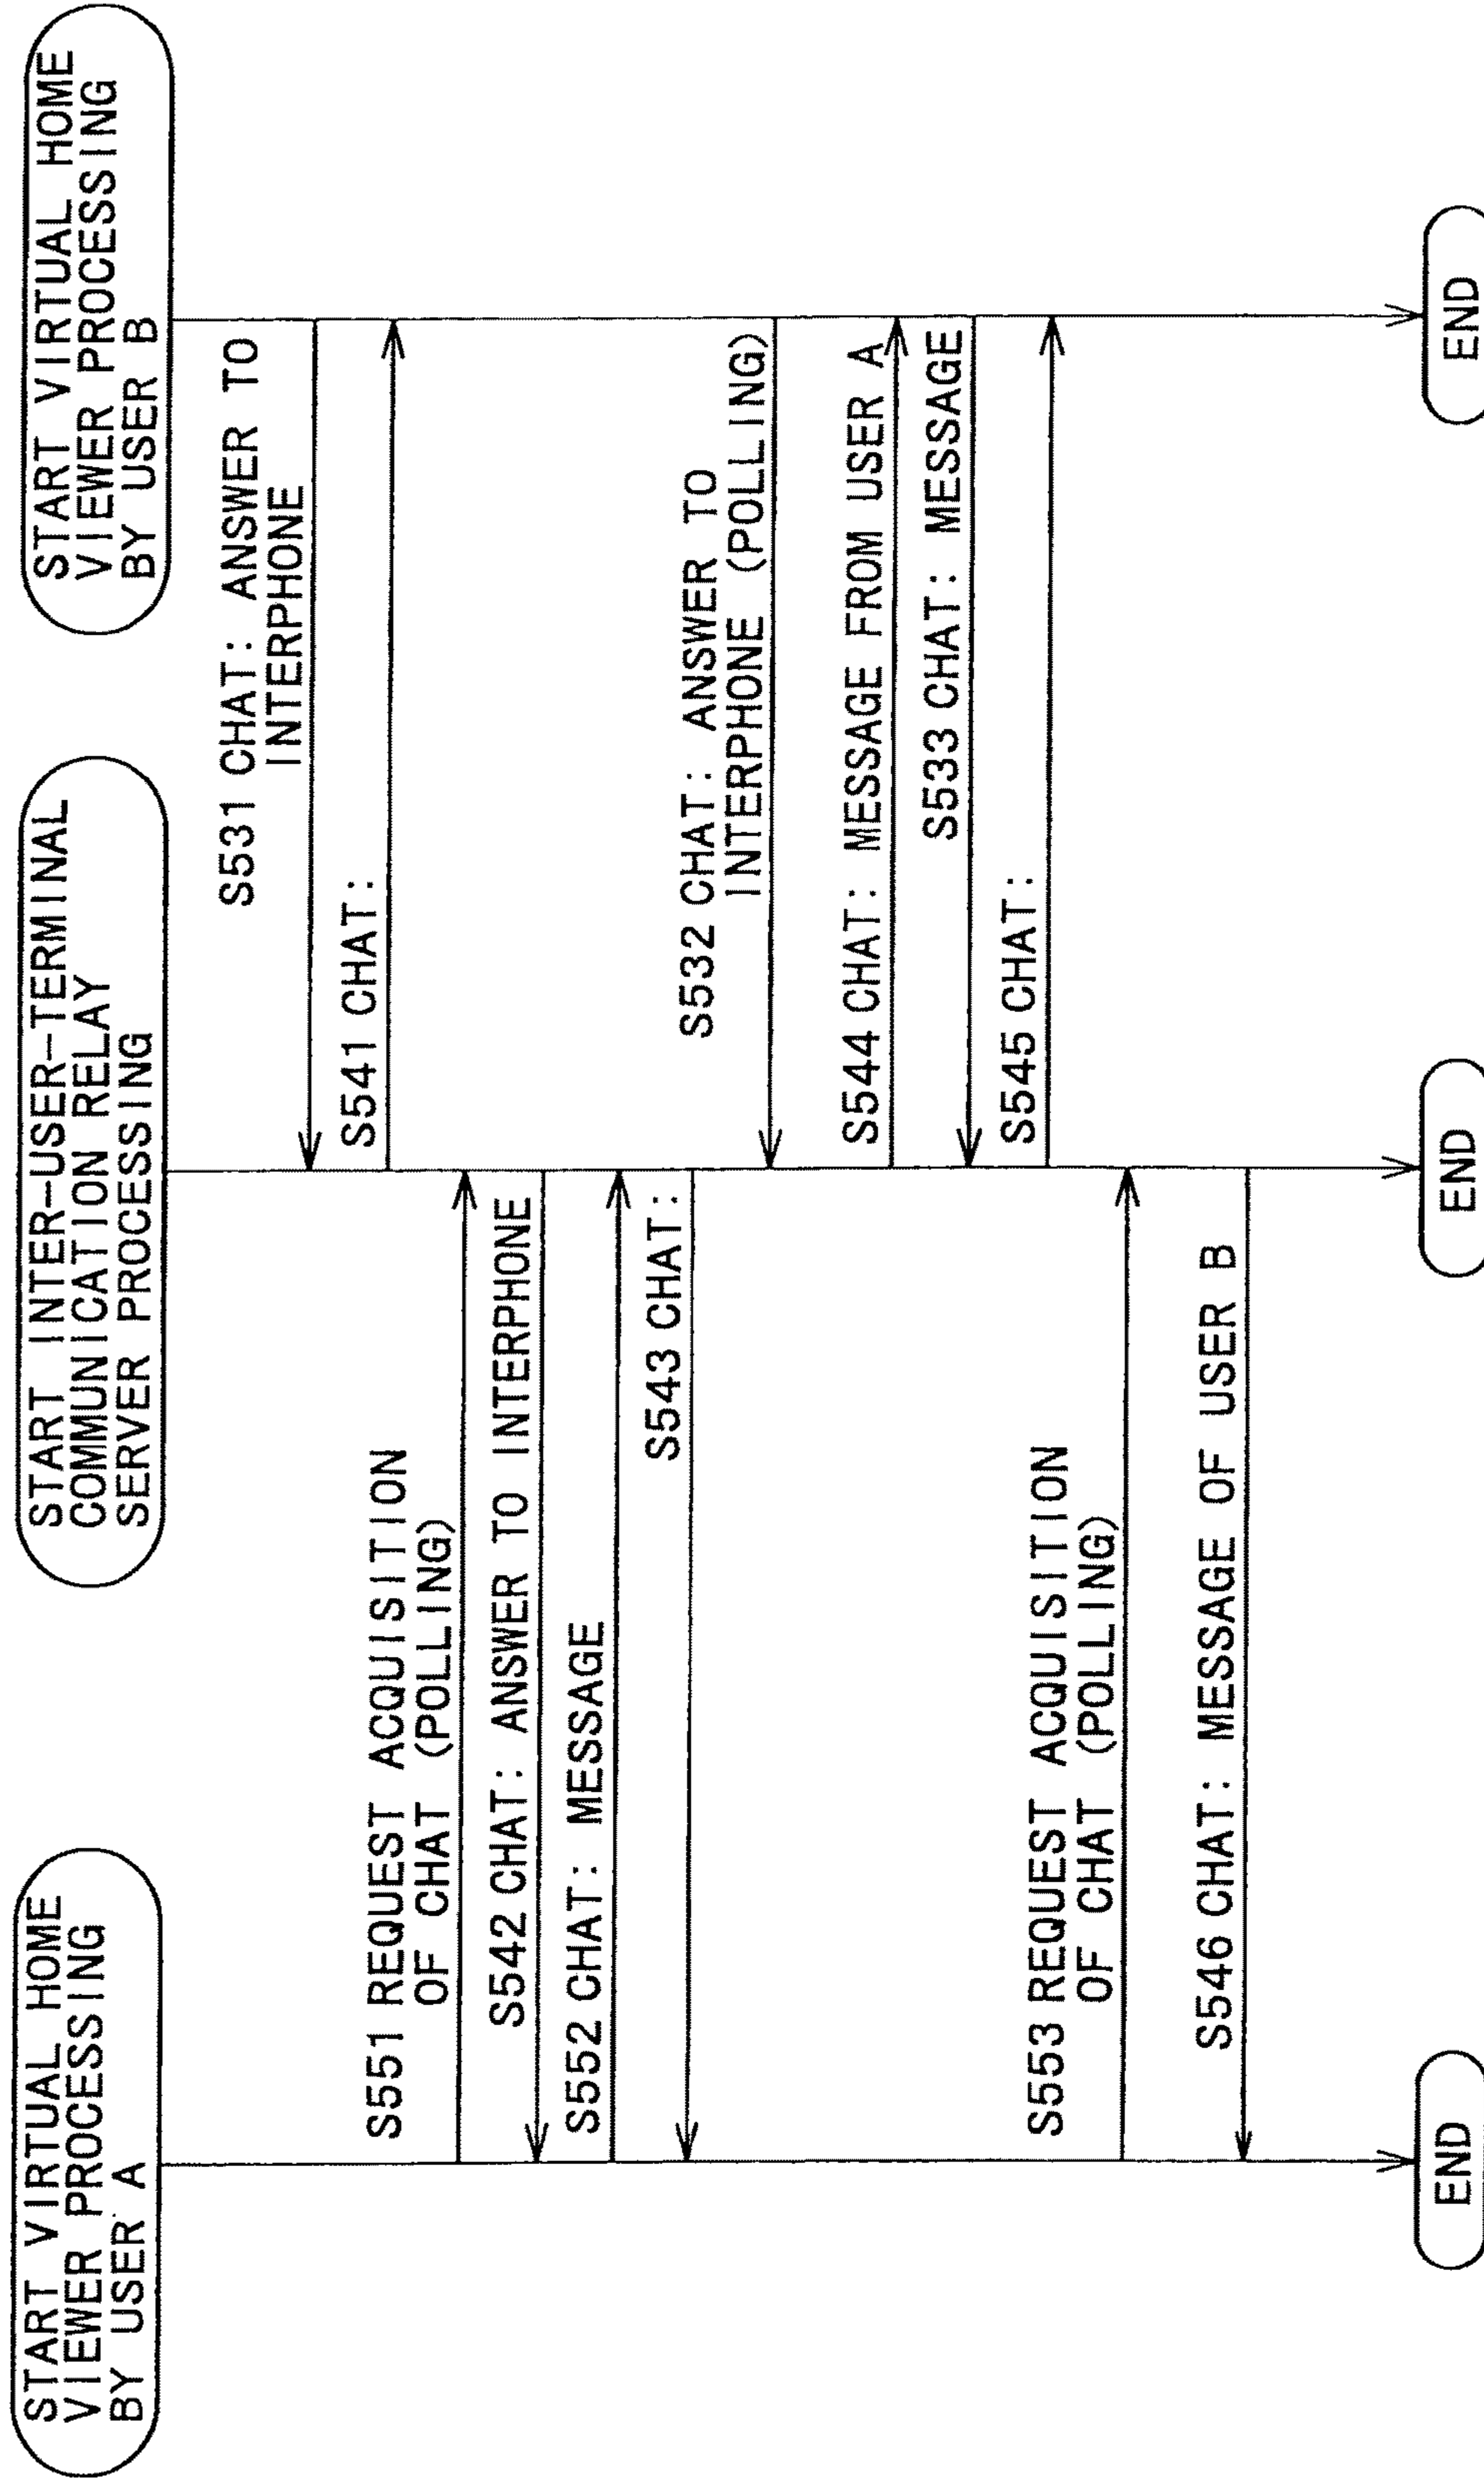 START VIRTUAL HOME
VIEWER PROCESSING
BY USER A
START INTER-USER-TERMINAL
COMMUNICATION RELAY
SERVER PROCESSING
START VIRTUAL HOME
VIEWER PROCESSING
BY USER B
S531 CHAT: ANSWER TO
INTERPHONE
S541 CHAT:
S551 REQUEST ACQUISITION
OF CHAT (POLLING)
S542 CHAT: ANSWER TO INTERPHONE
S552 CHAT: MESSAGE
S543 CHAT:
S532 CHAT: ANSWER TO
INTERPHONE (POLLING)
S544 CHAT: MESSAGE FROM USER A
S533 CHAT: MESSAGE
S545 CHAT:
S553 REQUEST ACQUISITION
OF CHAT (POLLING)
S546 CHAT: MESSAGE OF USER B
END
END
END